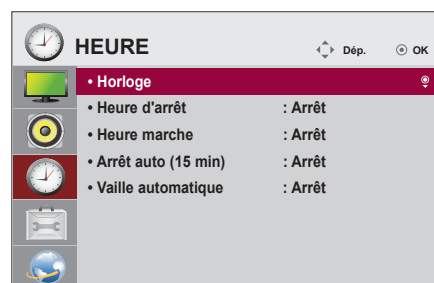 HEURE
Dép.
OK
• Horloge
• Heure d'arrêt : Arrêt
• Heure marche : Arrêt
• Arrêt auto (15 min) : Arrêt
• Vaille automatique : Arrêt